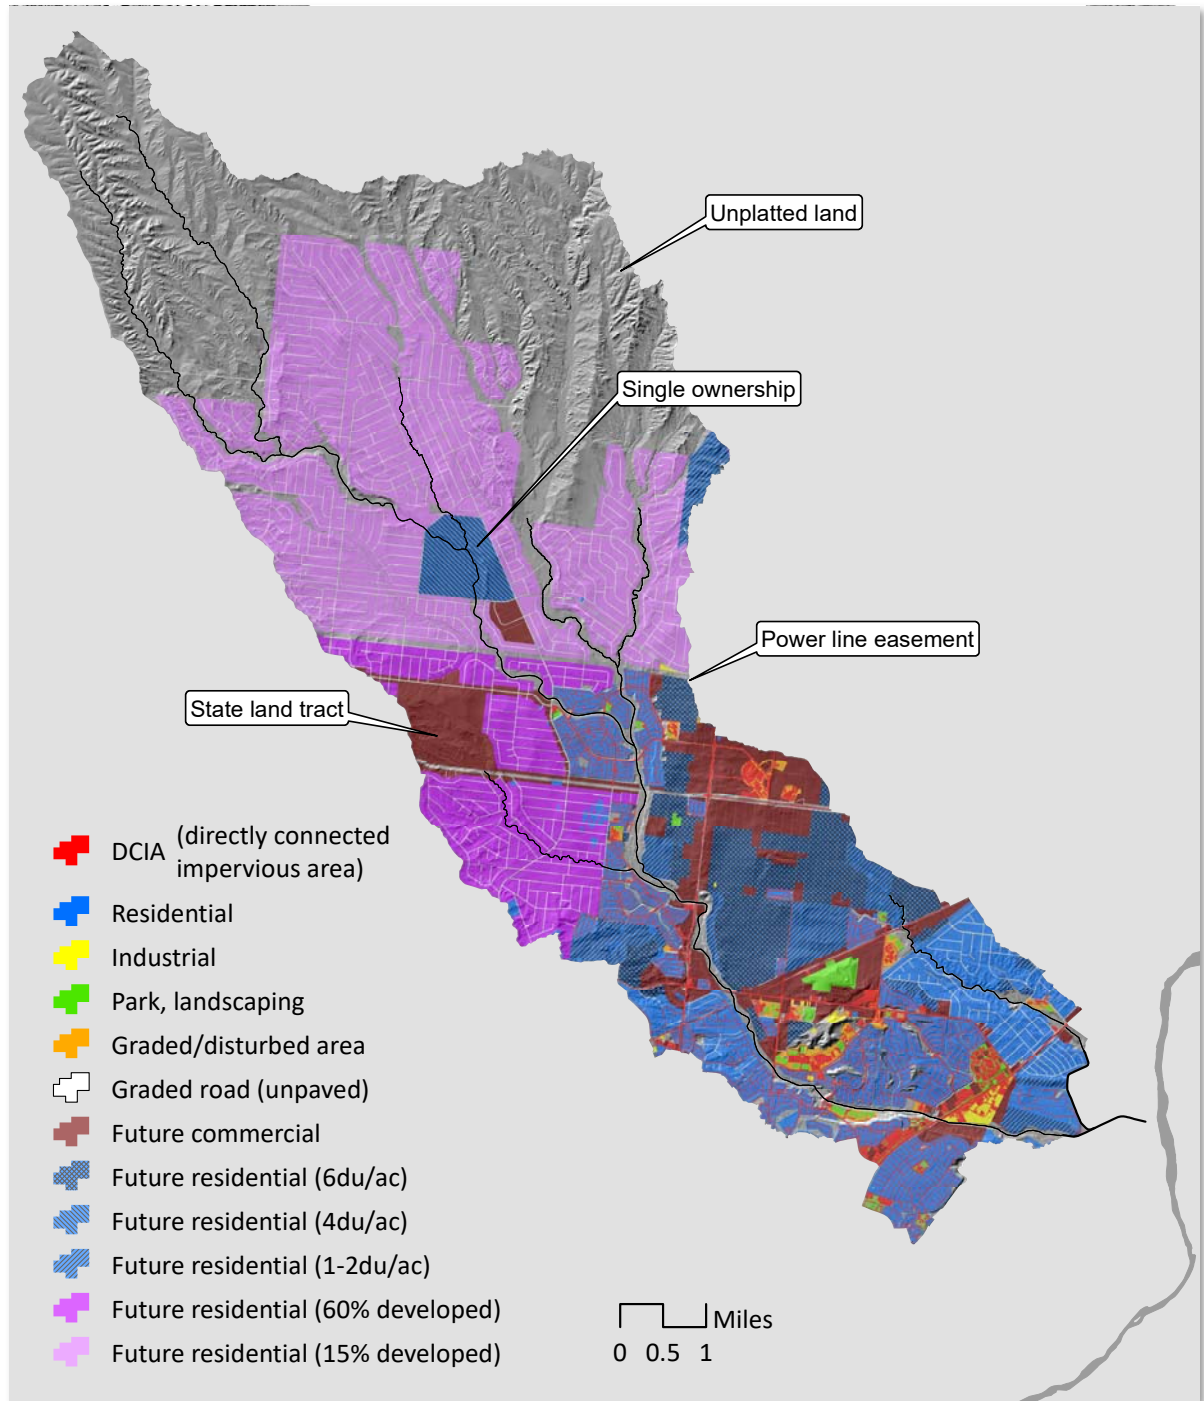 Unplatted land
Single ownership
Power line easement
State land tract
DCIA (directly connected
impervious area)
Residential
Industrial
Park, landscaping
Graded/disturbed area
Graded road (unpaved)
Future commercial
Future residential (6du/ac)
Future residential (4du/ac)
Future residential (1-2du/ac)
Future residential (60% developed)
Future residential (15% developed)
Miles
0 0.5 1